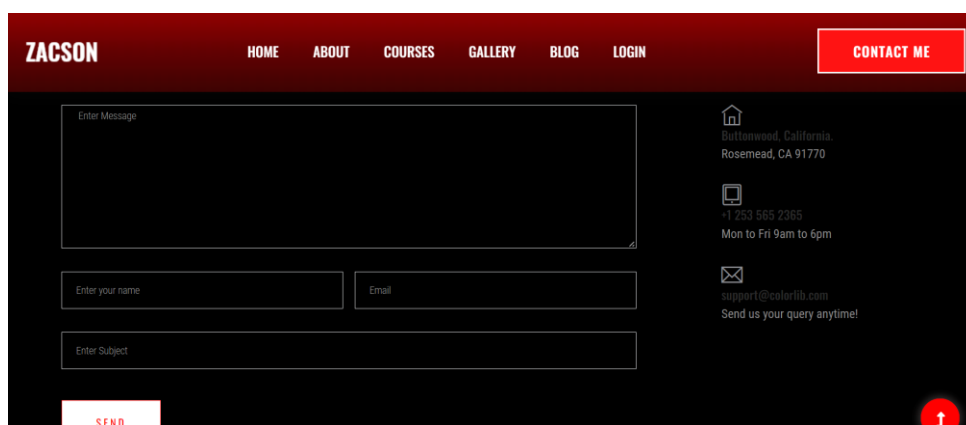 ZACSON
HOME ABOUT COURSES GALLERY BLOG LOGIN
CONTACT ME
Enter Message
Enter your name
Email
Enter Subject
SEND
Buttonwood, California.
Rosemead, CA 91770
+1 253 565 2365
Mon to Fri 9am to 6pm
support@colorlib.com
Send us your query anytime!